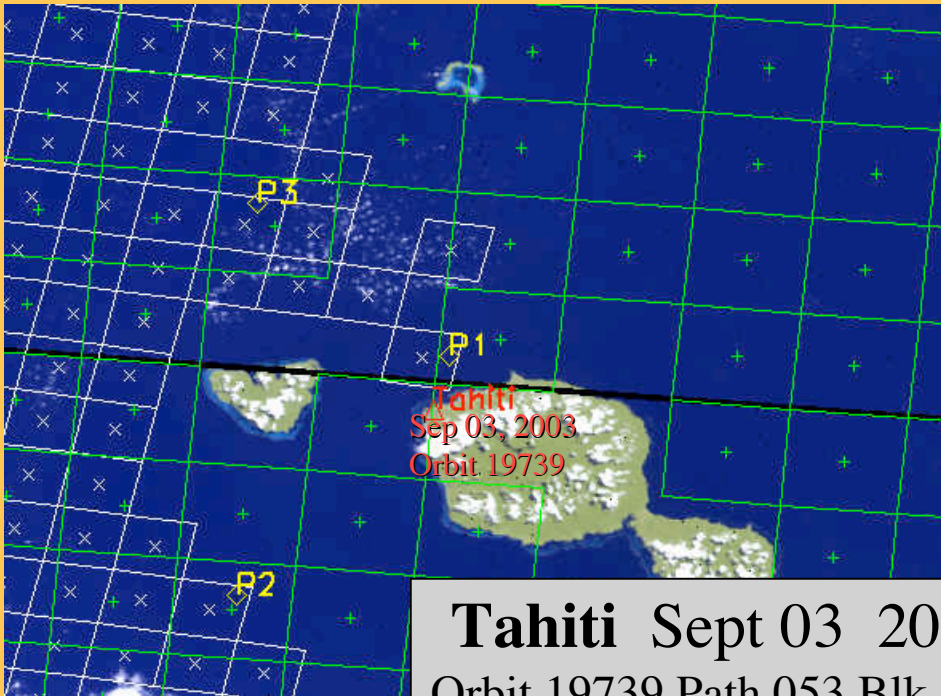 P3
P1
Tahiti
Sep 03, 2003
Orbit 19739
P2
Tahiti Sept 03 20
Orbit 19739 Path 053 Blk